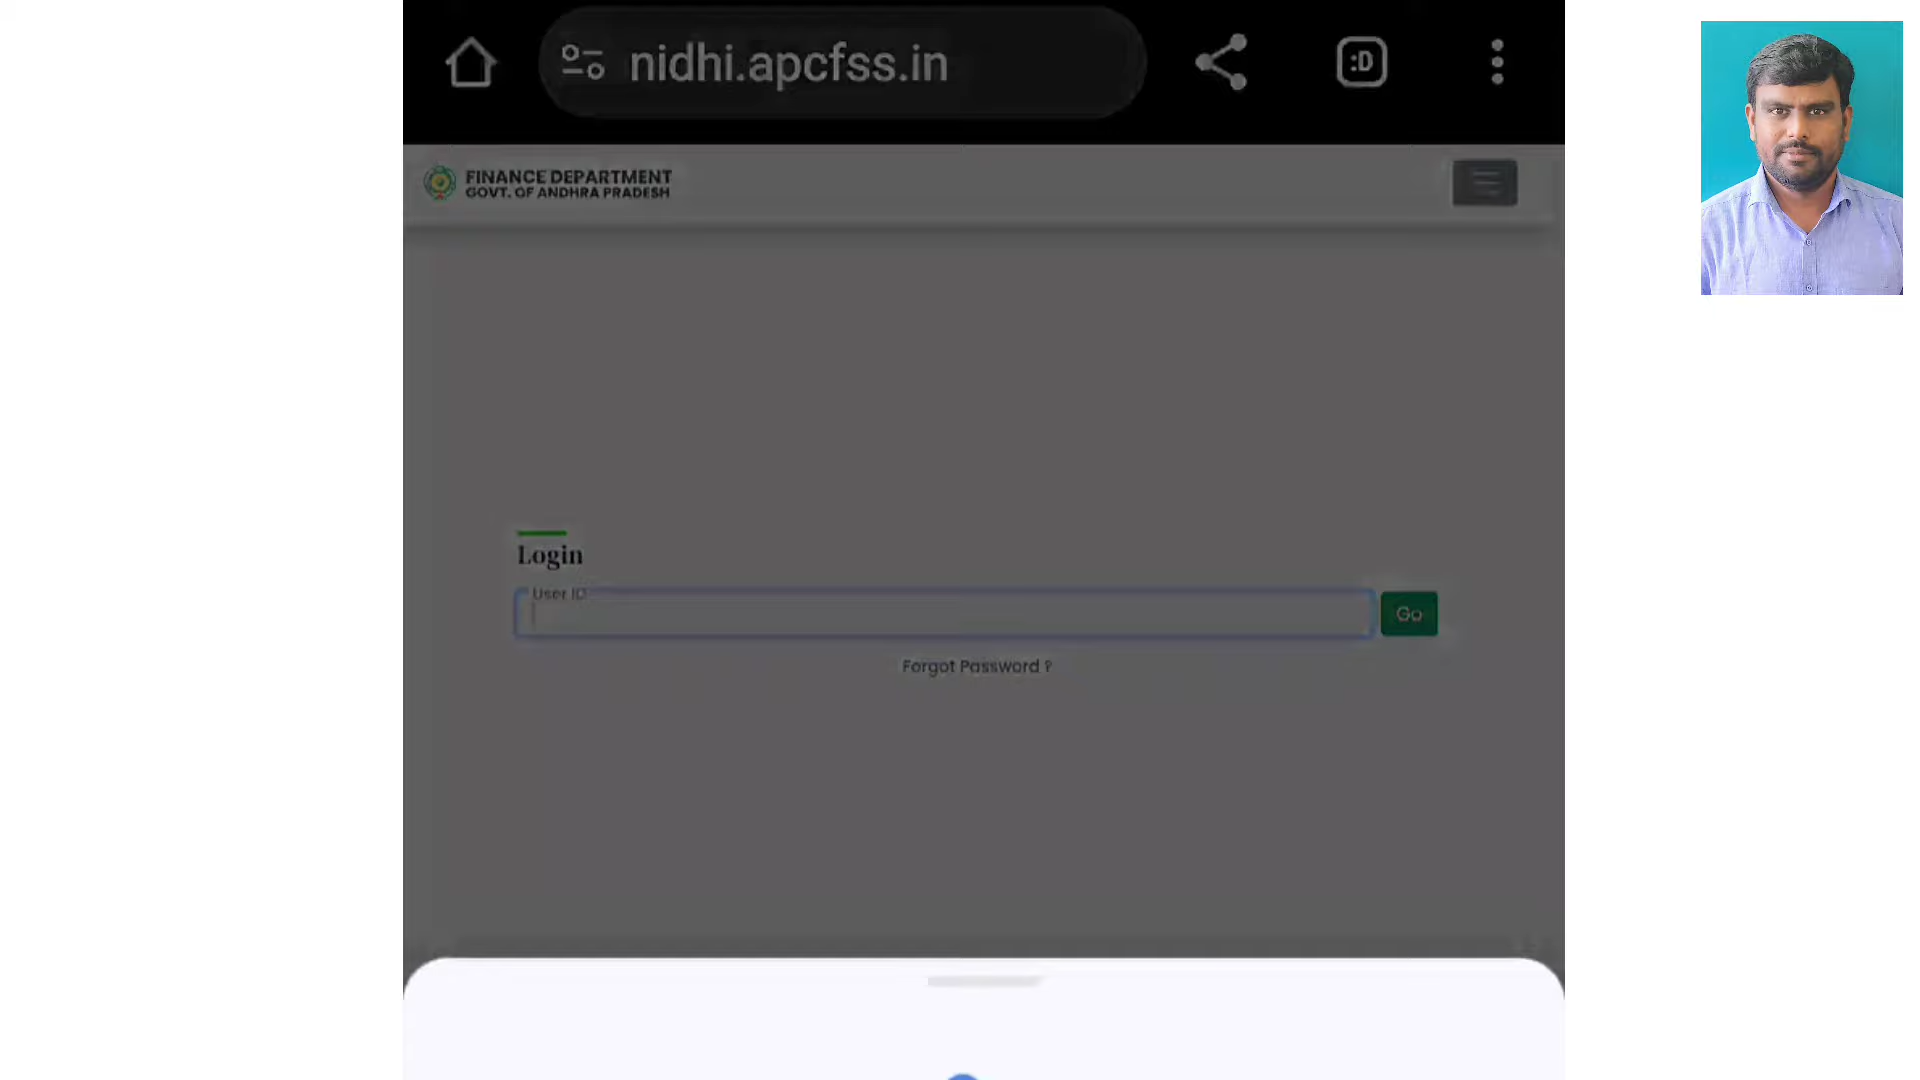 nidhi.apcfss.in
:D
FINANCE DEPARTMENT
GOVT. OF ANDHRA PRADESH
Login
User ID
Go
Forgot Password ?